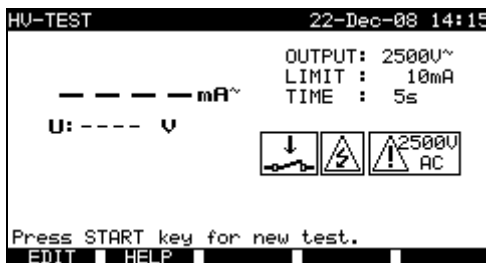 HV-TEST 22-Dec-08 14:15
OUTPUT: 2500V~
LIMIT : 10mA
TIME : 5s
– – – – mA~
U: ---- V
2500V
AC
Press START key for new test.
EDIT HELP